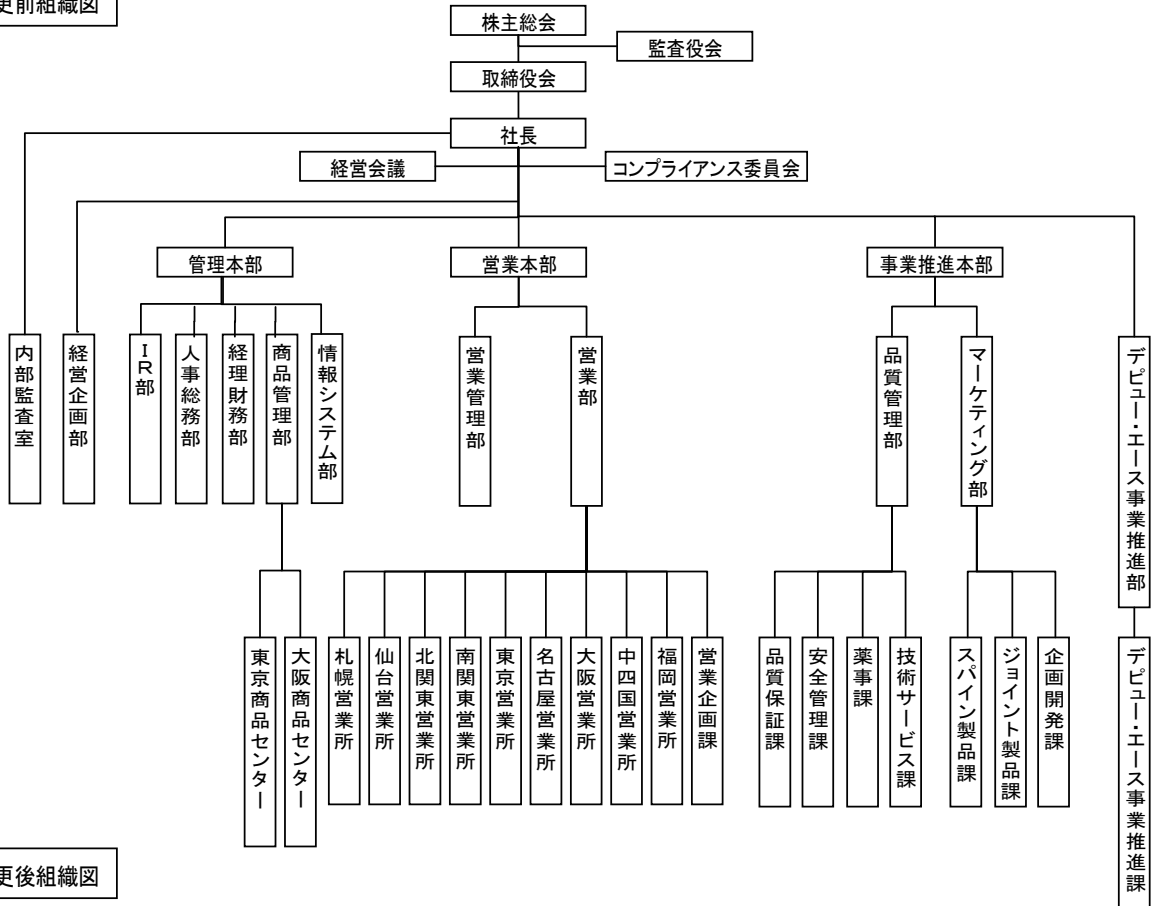 更前組織図
株主総会
監査役会
取締役会
社長
経営会議
コンプライアンス委員会
管理本部
営業本部
事業推進本部
内部監査室
経営企画部
IR部
人事総務部
経理財務部
商品管理部
情報システム部
営業管理部
営業部
品質管理部
マーケティング部
デピュー・エース事業推進部
東京商品センター
大阪商品センター
札幌営業所
仙台営業所
北関東営業所
南関東営業所
東京営業所
名古屋営業所
大阪営業所
中四国営業所
福岡営業所
営業企画課
品質保証課
安全管理課
薬事課
技術サービス課
スパイン製品課
ジョイント製品課
企画開発課
デピュー・エース事業推進課
更後組織図